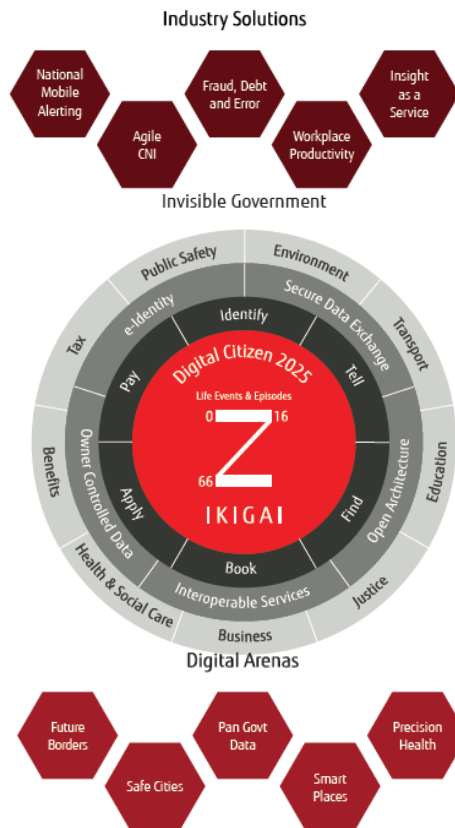 Industry Solutions
National
Mobile
Alerting
Fraud, Debt
and Error
Insight
as a
Service
Agile
CNI
Workplace
Productivity
Invisible Government
Public Safety
Environment
Tax
Transport
Benefits
Education
Health & Social Care
Justice
Business
e-Identity
Secure Data Exchange
Owner Controlled Data
Open Architecture
Interoperable Services
Identify
Pay
Tell
Apply
Find
Book
Digital Citizen 2025
Life Events & Episodes
0 Z 16
66
IKIGAI
Digital Arenas
Future
Borders
Pan Govt
Data
Precision
Health
Safe Cities
Smart
Places